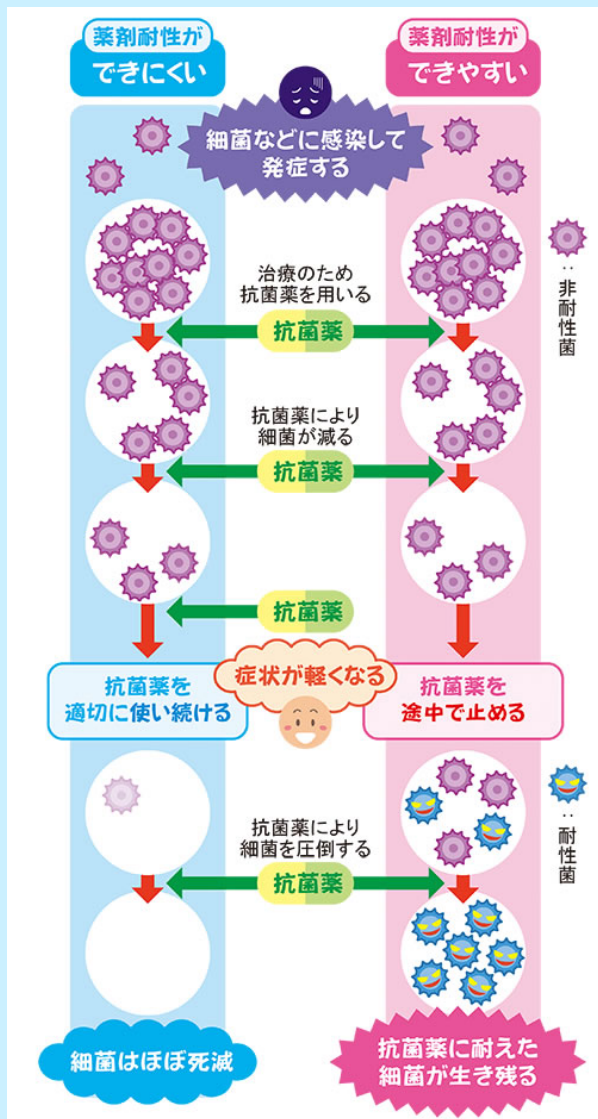 薬剤耐性が
できにくい
薬剤耐性が
できやすい
細菌などに感染して
発症する
治療のため
抗菌薬を用いる
抗菌薬
：非耐性菌
抗菌薬により
細菌が減る
抗菌薬
抗菌薬
症状が軽くなる
抗菌薬を
適切に使い続ける
抗菌薬を
途中で止める
抗菌薬により
細菌を圧倒する
抗菌薬
：耐性菌
細菌はほぼ死滅
抗菌薬に耐えた
細菌が生き残る